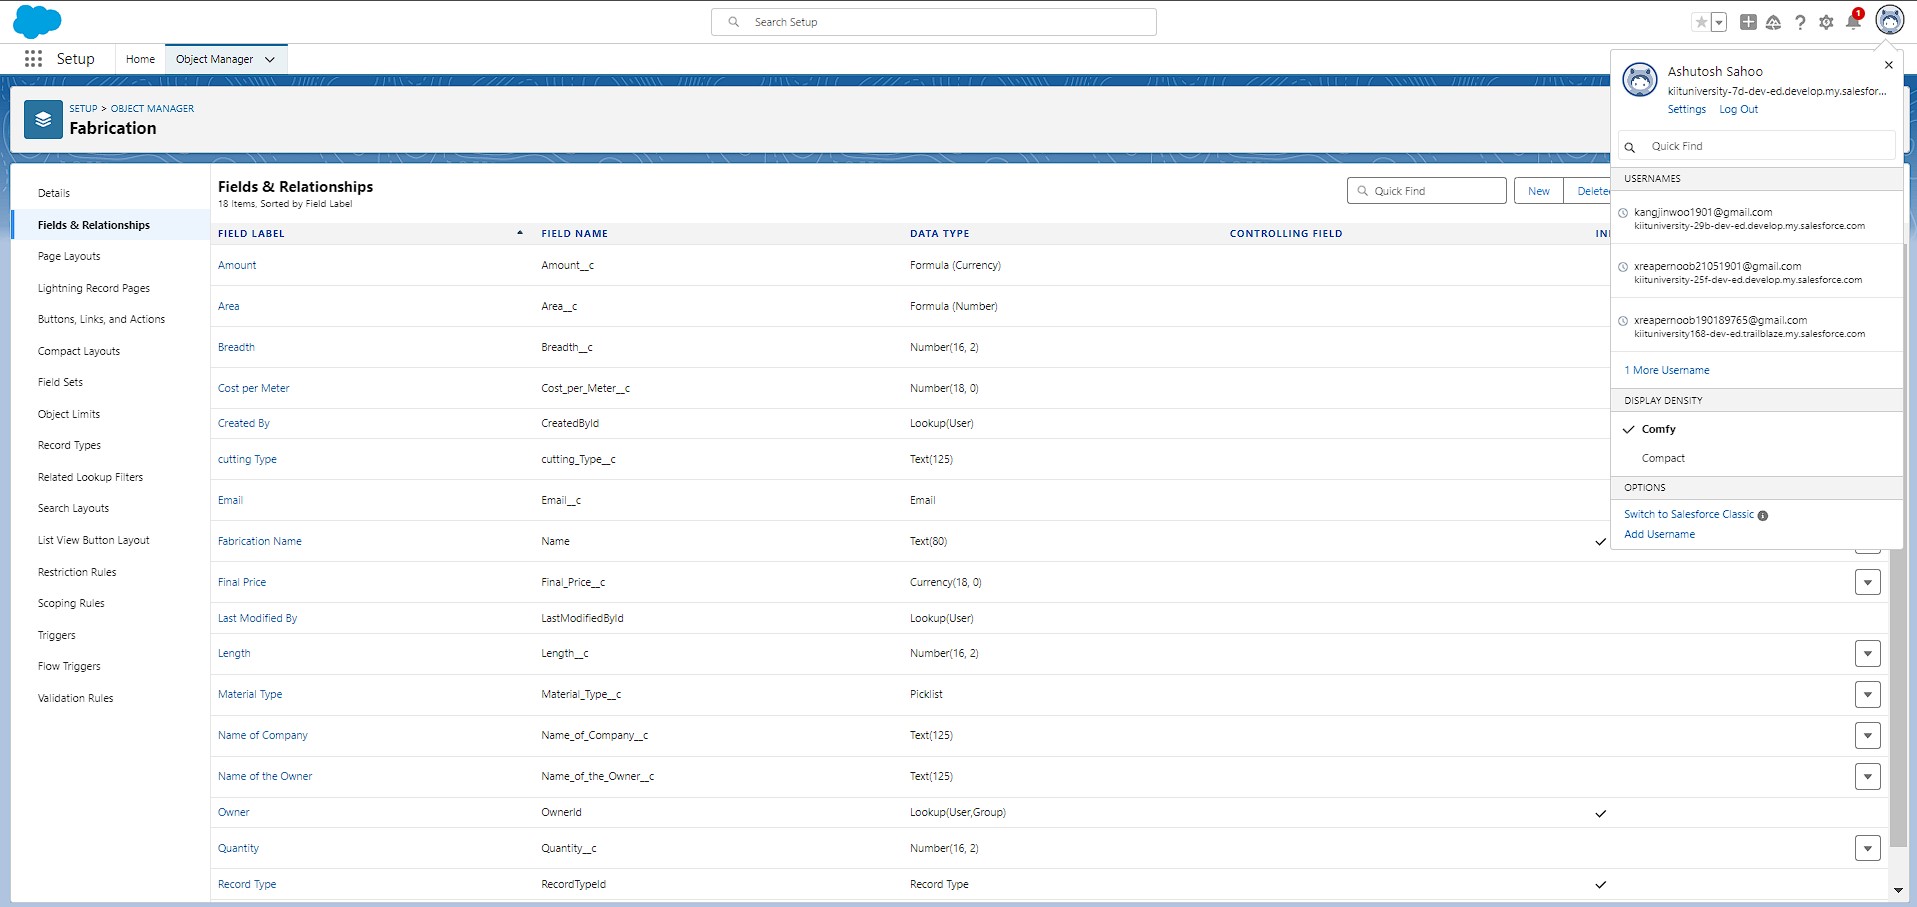 Search Setup
1
Setup
Home
Object Manager
SETUP > OBJECT MANAGER
Fabrication
Details
Fields & Relationships
Page Layouts
Lightning Record Pages
Buttons, Links, and Actions
Compact Layouts
Field Sets
Object Limits
Record Types
Related Lookup Filters
Search Layouts
List View Button Layout
Restriction Rules
Scoping Rules
Triggers
Flow Triggers
Validation Rules
Fields & Relationships
18 Items, Sorted by Field Label
Quick Find
New
FIELD LABEL FIELD NAME DATA TYPE CONTROLLING FIELD
Amount Amount__c Formula (Currency)
Area Area__c Formula (Number)
Breadth Breadth__c Number(16, 2)
Cost per Meter Cost_per_Meter__c Number(18, 0)
Created By CreatedById Lookup(User)
cutting Type cutting_Type__c Text(125)
Email Email__c Email
Fabrication Name Name Text(80)
Final Price Final_Price__c Currency(18, 0)
Last Modified By LastModifiedById Lookup(User)
Length Length__c Number(16, 2)
Material Type Material_Type__c Picklist
Name of Company Name_of_Company__c Text(125)
Name of the Owner Name_of_the_Owner__c Text(125)
Owner OwnerId Lookup(User,Group)
Quantity Quantity__c Number(16, 2)
Record Type RecordTypeId Record Type
Ashutosh Sahoo
kiituniversity-7d-dev-ed.develop.my.salesfor...
Settings Log Out
Quick Find
USERNAMES
kangjinwoo1901@gmail.com
kiituniversity-29b-dev-ed.develop.my.salesforce.com
xreapernoob21051901@gmail.com
kiituniversity-25f-dev-ed.develop.my.salesforce.com
xreapernoob190189765@gmail.com
kiituniversity168-dev-ed.trailblaze.my.salesforce.com
1 More Username
DISPLAY DENSITY
Comfy
Compact
OPTIONS
Switch to Salesforce Classic
Add Username